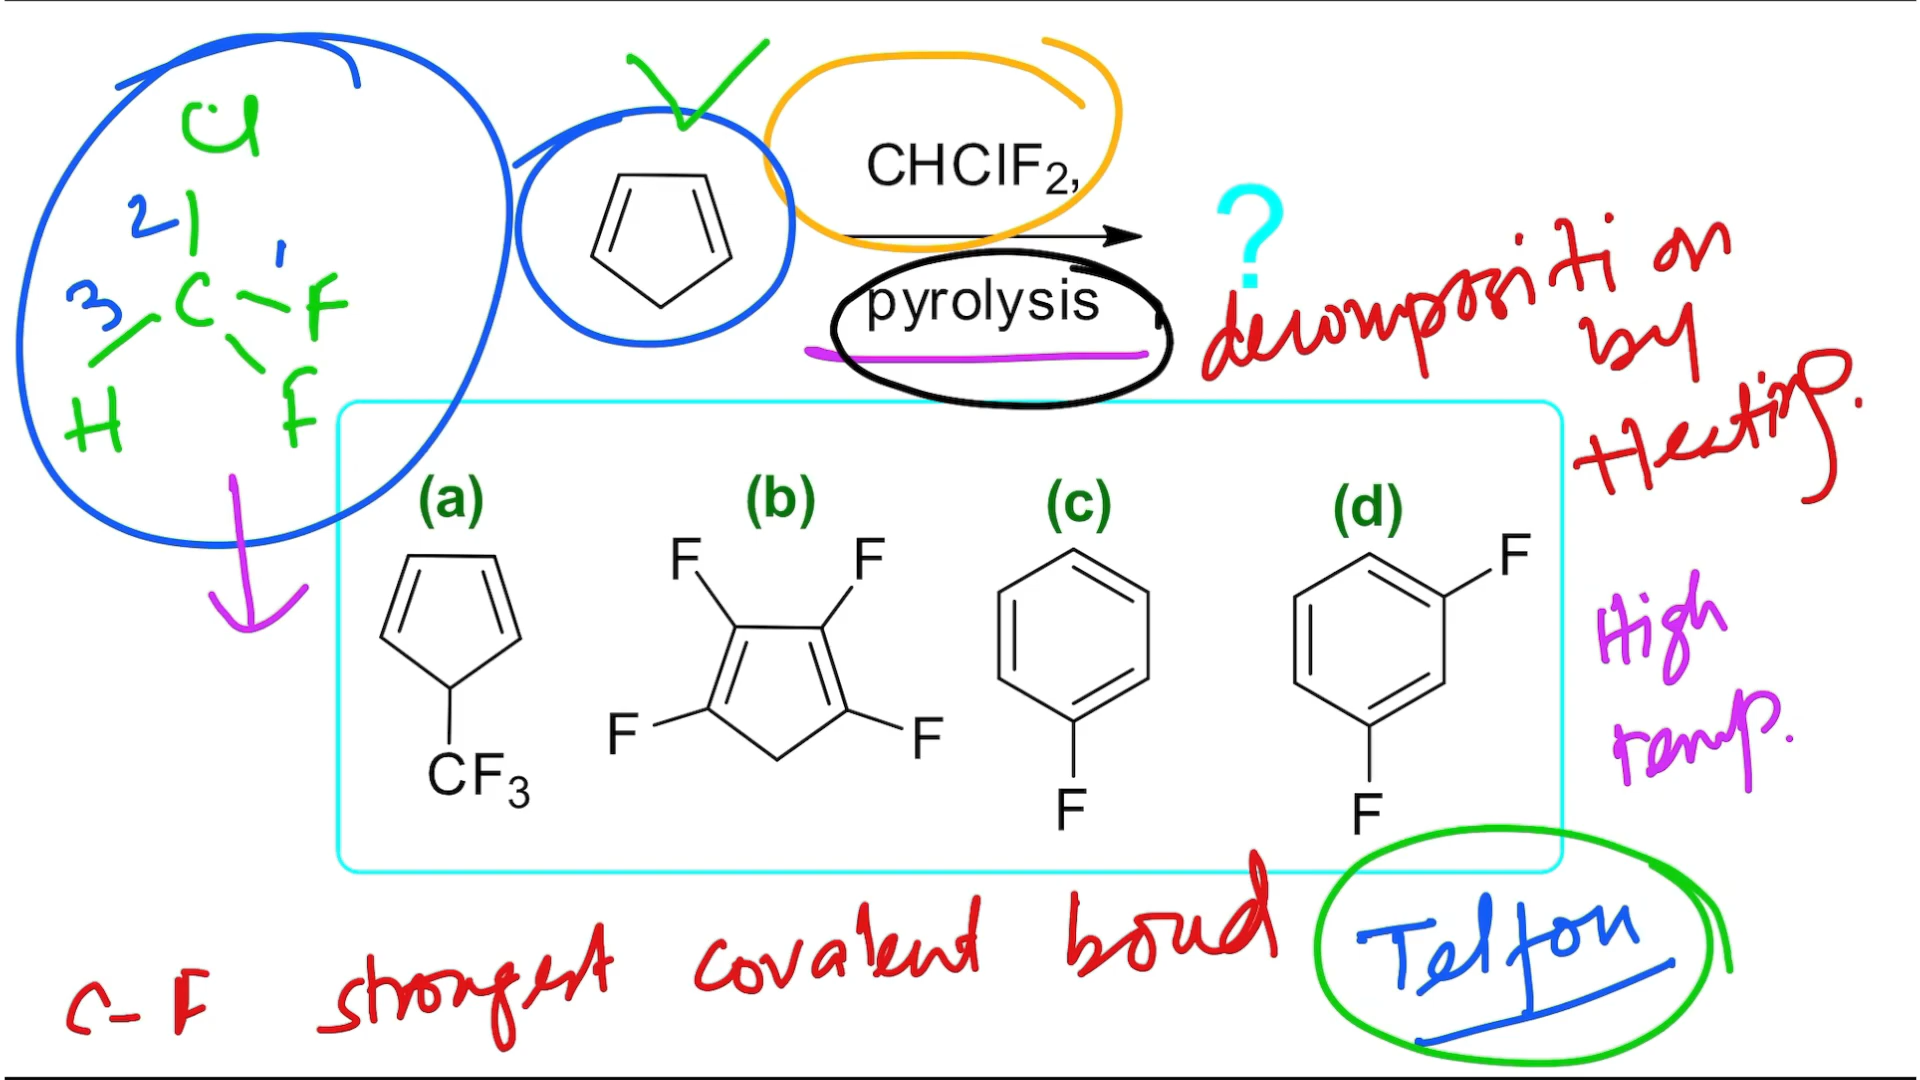 Cl
2
1
3
C
F
H
F
CHClF2,
pyrolysis
?
decomposition
by
Heating.
(a)
(b)
(c)
(d)
F F
F
F F
CF3
F
F
High
temp.
C-F strongest covalent bond
Telfon